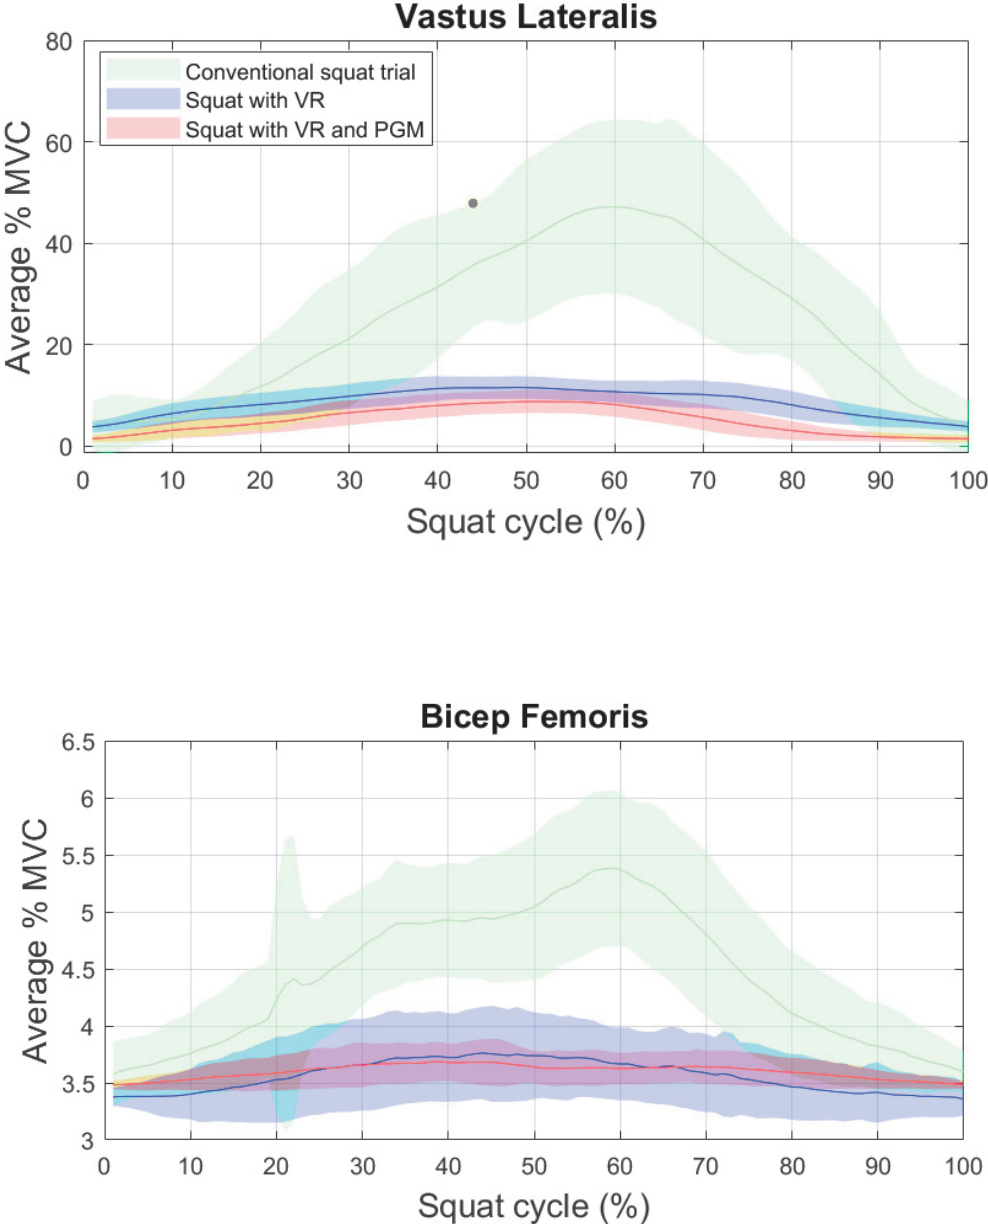 Vastus Lateralis
80
60
40
20
0
Average % MVC
Conventional squat trial
Squat with VR
Squat with VR and PGM
0 10 20 30 40 50 60 70 80 90 100
Squat cycle (%)
Bicep Femoris
6.5
6
5.5
5
4.5
4
3.5
3
Average % MVC
0 10 20 30 40 50 60 70 80 90 100
Squat cycle (%)